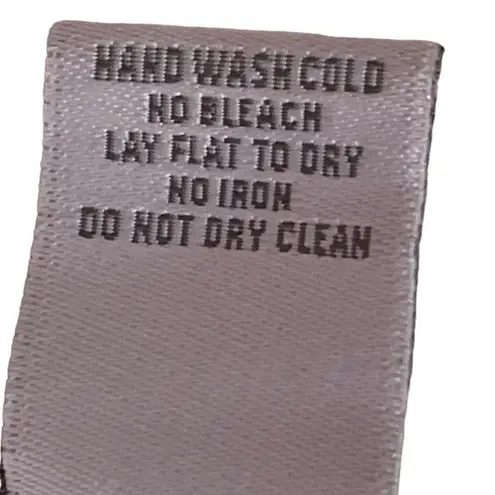 HAND WASH COLD
NO BLEACH
LAY FLAT TO DRY
NO IRON
DO NOT DRY CLEAN